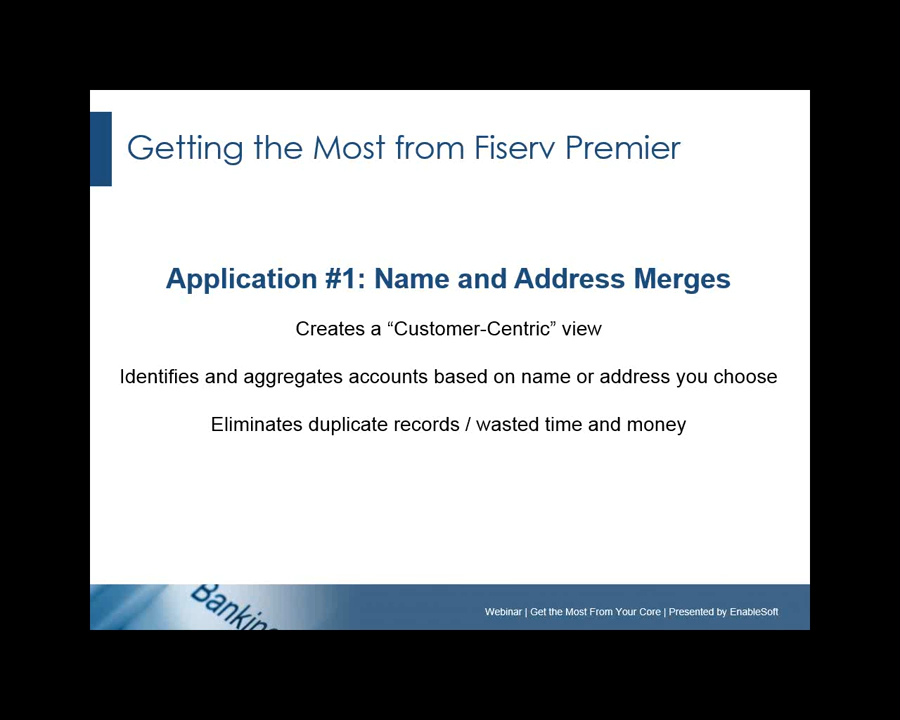 Getting the Most from Fiserv Premier
Application #1: Name and Address Merges
Creates a “Customer-Centric” view
Identifies and aggregates accounts based on name or address you choose
Eliminates duplicate records / wasted time and money
Banking
Webinar | Get the Most From Your Core | Presented by EnableSoft